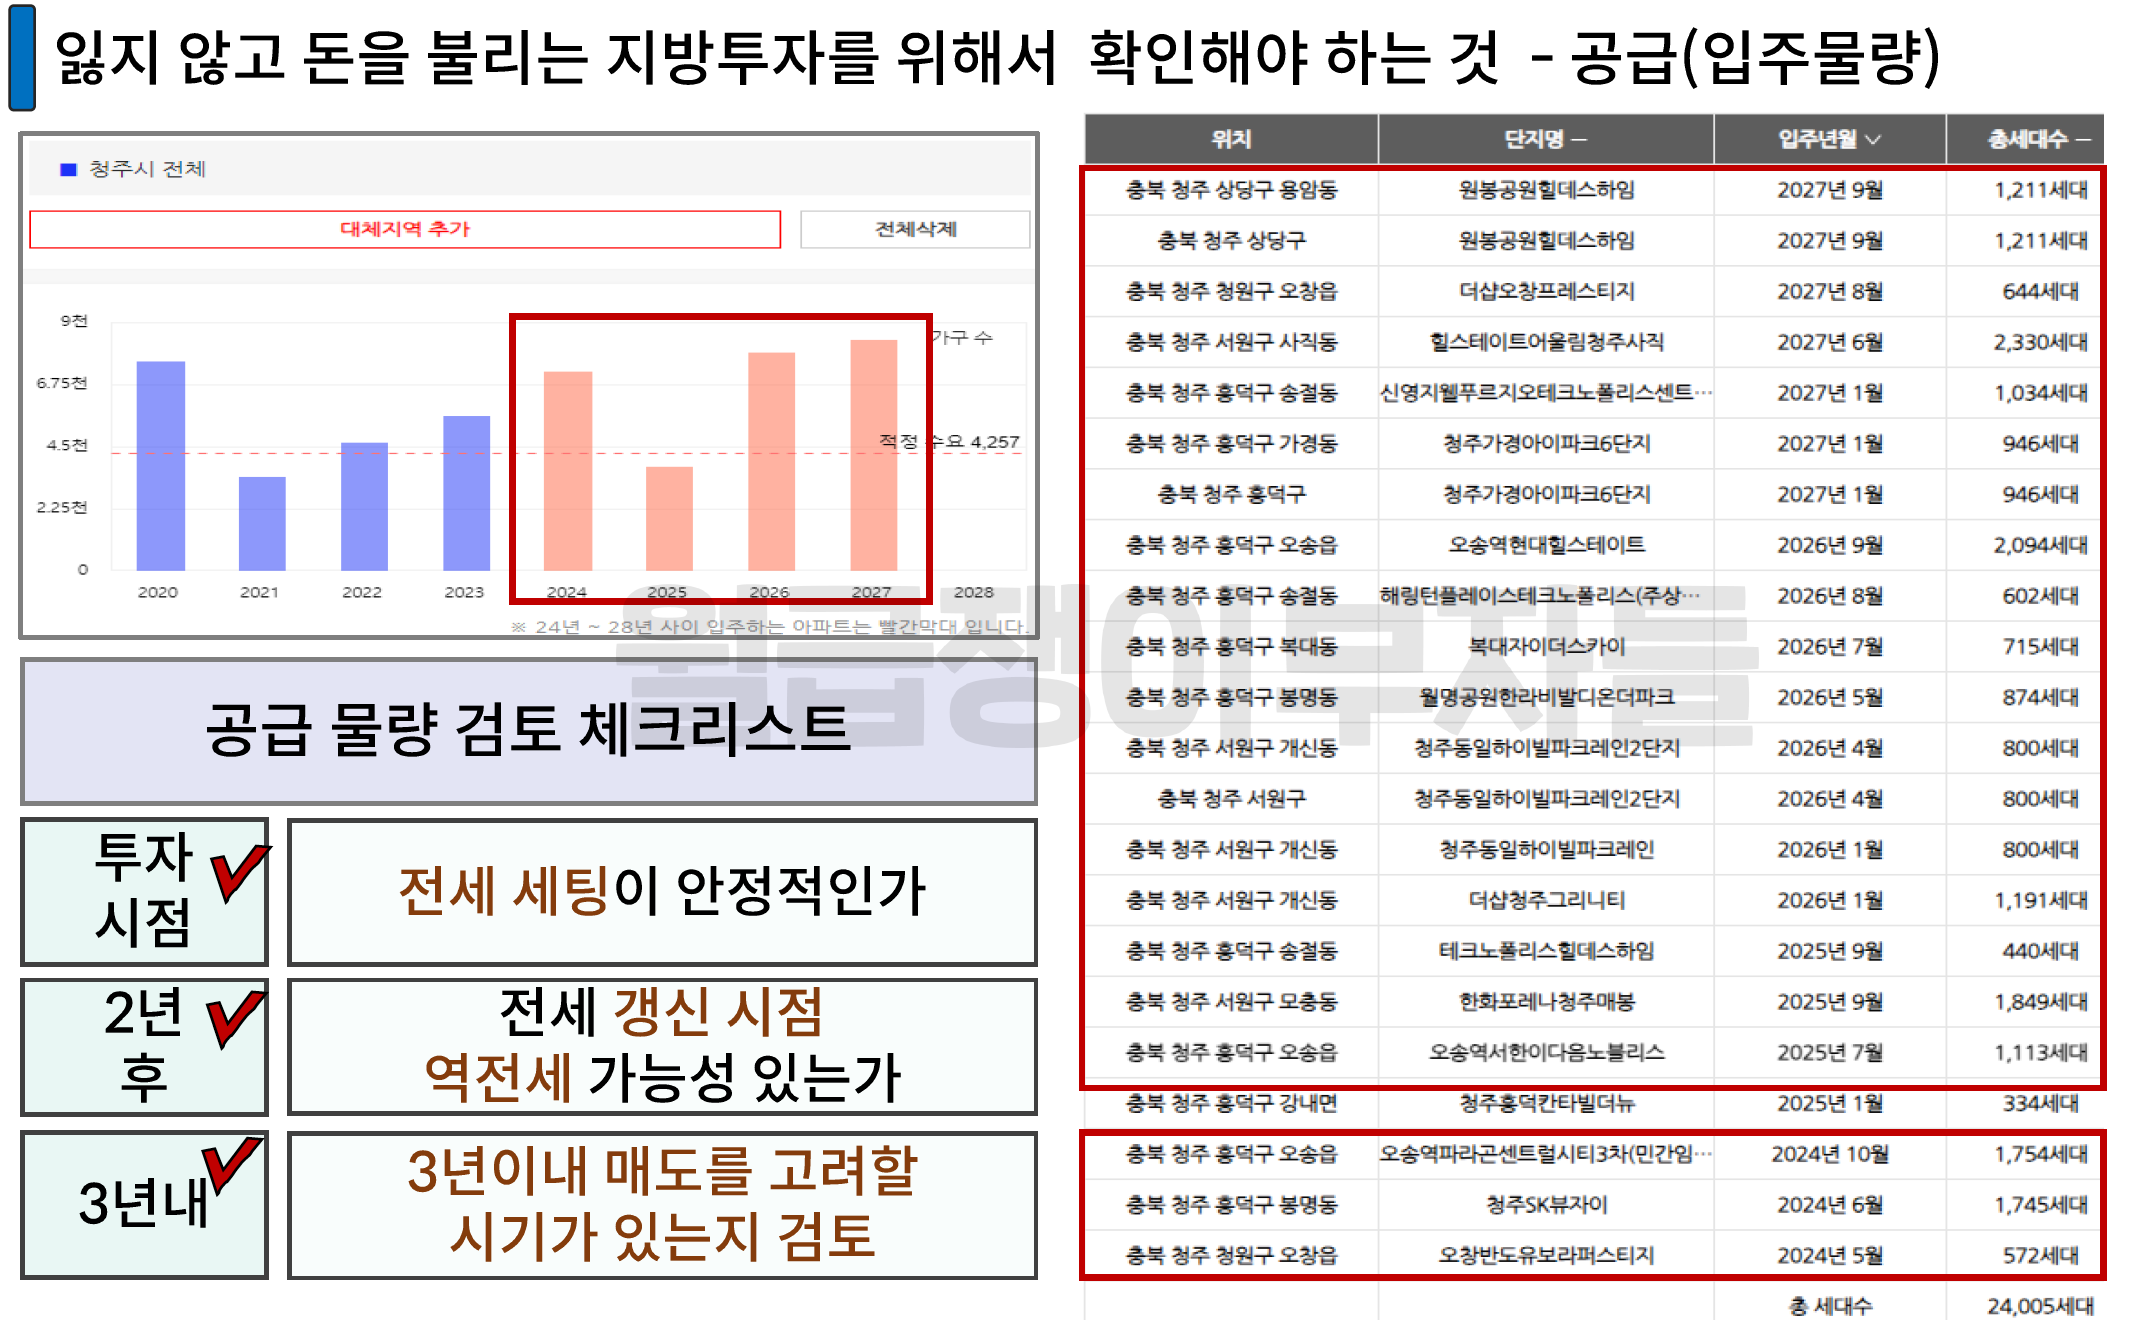 잃지 않고 돈을 불리는 지방투자를 위해서 확인해야 하는 것 - 공급(입주물량)
청주시 전체
대체지역 추가
전체삭제
9천
6.75천
4.5천
2.25천
0
가구 수
적정 수요 4,257
2020 2021 2022 2023 2024 2025 2026 2027 2028
※ 24년 ~ 28년 사이 입주하는 아파트는 빨간막대 입니다.
공급 물량 검토 체크리스트
투자
시점
전세 세팅이 안정적인가
2년
후
전세 갱신 시점
역전세 가능성 있는가
3년내
3년이내 매도를 고려할
시기가 있는지 검토
위치 단지명 입주년월 총세대수
충북 청주 상당구 용암동 원봉공원힐데스하임 2027년 9월 1,211세대
충북 청주 상당구 원봉공원힐데스하임 2027년 9월 1,211세대
충북 청주 청원구 오창읍 더샵오창프레스티지 2027년 8월 644세대
충북 청주 서원구 사직동 힐스테이트어울림청주사직 2027년 6월 2,330세대
충북 청주 흥덕구 송절동 신영지웰푸르지오테크노폴리스센트… 2027년 1월 1,034세대
충북 청주 흥덕구 가경동 청주가경아이파크6단지 2027년 1월 946세대
충북 청주 흥덕구 청주가경아이파크6단지 2027년 1월 946세대
충북 청주 흥덕구 오송읍 오송역현대힐스테이트 2026년 9월 2,094세대
충북 청주 흥덕구 송절동 해링턴플레이스테크노폴리스(주상… 2026년 8월 602세대
충북 청주 흥덕구 복대동 복대자이더스카이 2026년 7월 715세대
충북 청주 흥덕구 봉명동 월명공원한라비발디온더파크 2026년 5월 874세대
충북 청주 서원구 개신동 청주동일하이빌파크레인2단지 2026년 4월 800세대
충북 청주 서원구 청주동일하이빌파크레인2단지 2026년 4월 800세대
충북 청주 서원구 개신동 청주동일하이빌파크레인 2026년 1월 800세대
충북 청주 서원구 개신동 더샵청주그리니티 2026년 1월 1,191세대
충북 청주 흥덕구 송절동 테크노폴리스힐데스하임 2025년 9월 440세대
충북 청주 서원구 모충동 한화포레나청주매봉 2025년 9월 1,849세대
충북 청주 흥덕구 오송읍 오송역서한이다음노블리스 2025년 7월 1,113세대
충북 청주 흥덕구 강내면 청주흥덕칸타빌더뉴 2025년 1월 334세대
충북 청주 흥덕구 오송읍 오송역파라곤센트럴시티3차(민간임… 2024년 10월 1,754세대
충북 청주 흥덕구 봉명동 청주SK뷰자이 2024년 6월 1,745세대
충북 청주 청원구 오창읍 오창반도유보라퍼스티지 2024년 5월 572세대
총 세대수 24,005세대
월급쟁이부자들